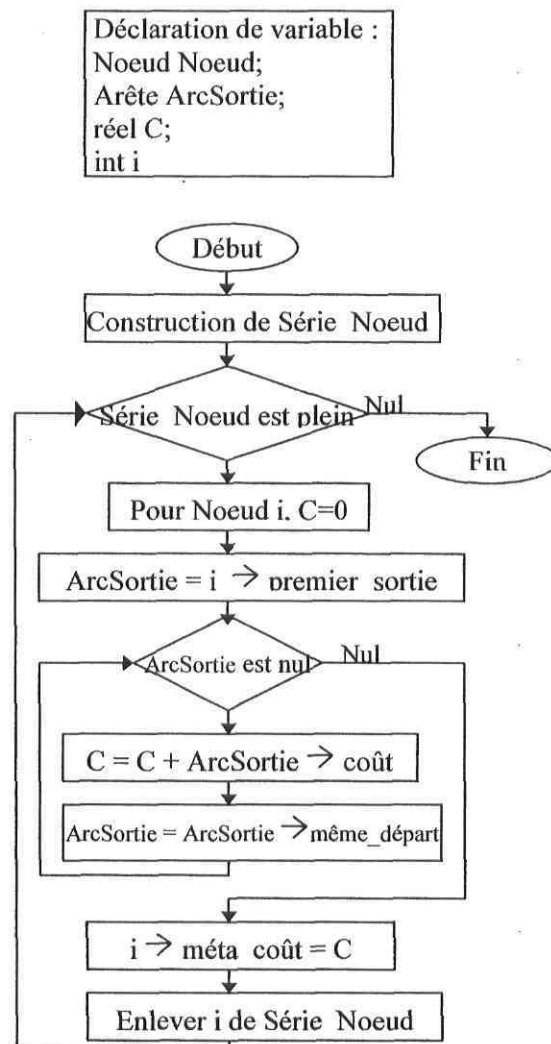 Déclaration de variable :
Noeud Noeud;
Arête ArcSortie;
réel C;
int i
Début
Construction de Série Noeud
Série Noeud est plein
Nul
Fin
Pour Noeud i. C=0
ArcSortie = i → premier sortie
ArcSortie est nul
Nul
C = C + ArcSortie → coût
ArcSortie = ArcSortie → même_départ
i → méta coût = C
Enlever i de Série Noeud